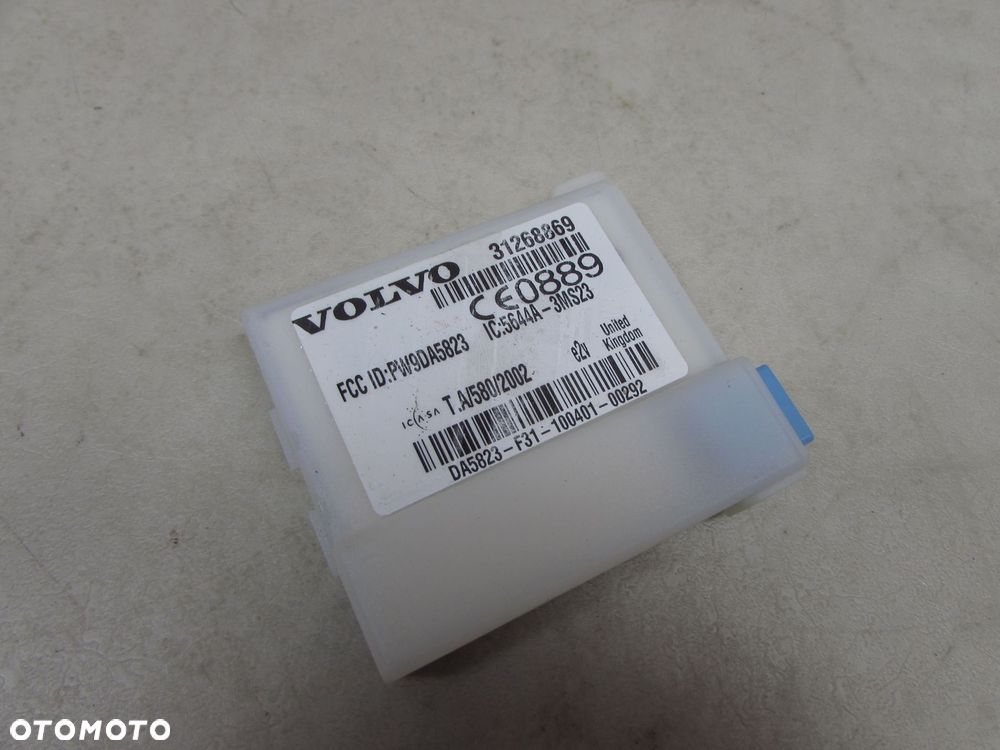 VOLVO 31268869
CE0889
FCC ID:PW9DA5823 IC:5644A-3MS23
ICASA T.A/580/2002 e2v United Kingdom
DA5823-F31-100401-00292
OTOMOTO